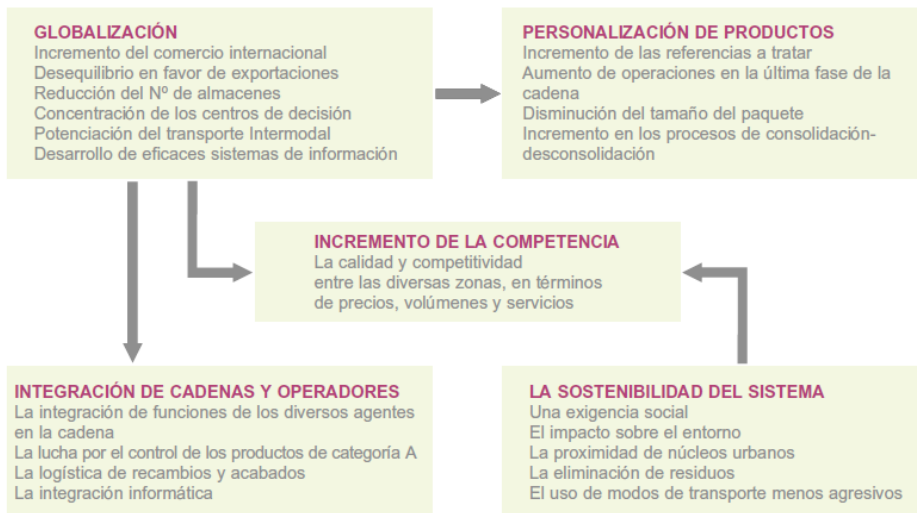 GLOBALIZACIÓN
Incremento del comercio internacional
Desequilibrio en favor de exportaciones
Reducción del Nº de almacenes
Concentración de los centros de decisión
Potenciación del transporte Intermodal
Desarrollo de eficaces sistemas de información
PERSONALIZACIÓN DE PRODUCTOS
Incremento de las referencias a tratar
Aumento de operaciones en la última fase de la
cadena
Disminución del tamaño del paquete
Incremento en los procesos de consolidación-
desconsolidación
INCREMENTO DE LA COMPETENCIA
La calidad y competitividad
entre las diversas zonas, en términos
de precios, volúmenes y servicios
INTEGRACIÓN DE CADENAS Y OPERADORES
La integración de funciones de los diversos agentes
en la cadena
La lucha por el control de los productos de categoría A
La logística de recambios y acabados
La integración informática
LA SOSTENIBILIDAD DEL SISTEMA
Una exigencia social
El impacto sobre el entorno
La proximidad de núcleos urbanos
La eliminación de residuos
El uso de modos de transporte menos agresivos